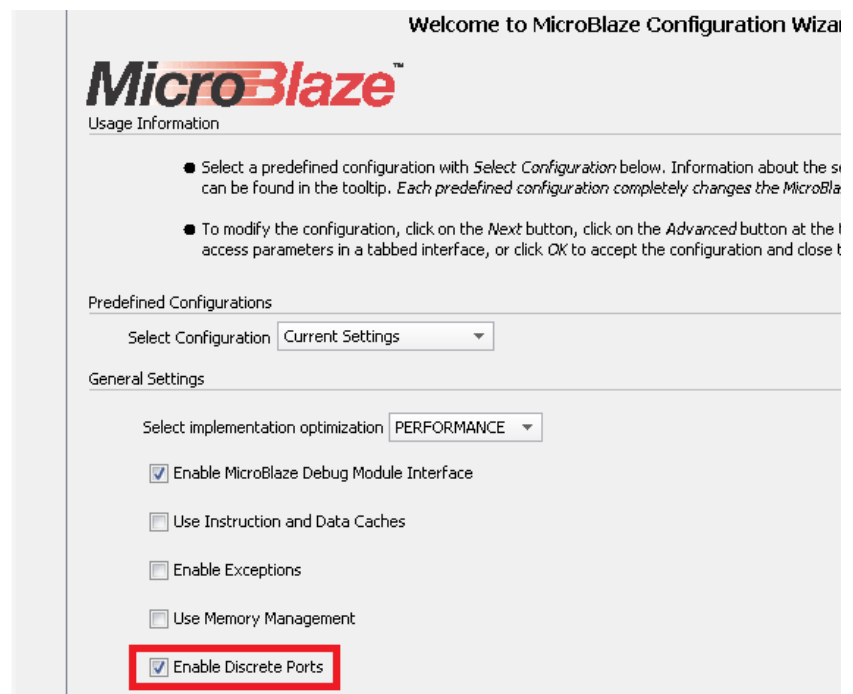 Welcome to MicroBlaze Configuration
MicroBlaze™
Usage Information
● Select a predefined configuration with Select Configuration below. Information about the
can be found in the tooltip. Each predefined configuration completely changes the
● To modify the configuration, click on the Next button, click on the Advanced button at the
access parameters in a tabbed interface, or click OK to accept the configuration and close
Predefined Configurations
Select Configuration Current Settings
General Settings
Select implementation optimization PERFORMANCE
Enable MicroBlaze Debug Module Interface
Use Instruction and Data Caches
Enable Exceptions
Use Memory Management
Enable Discrete Ports